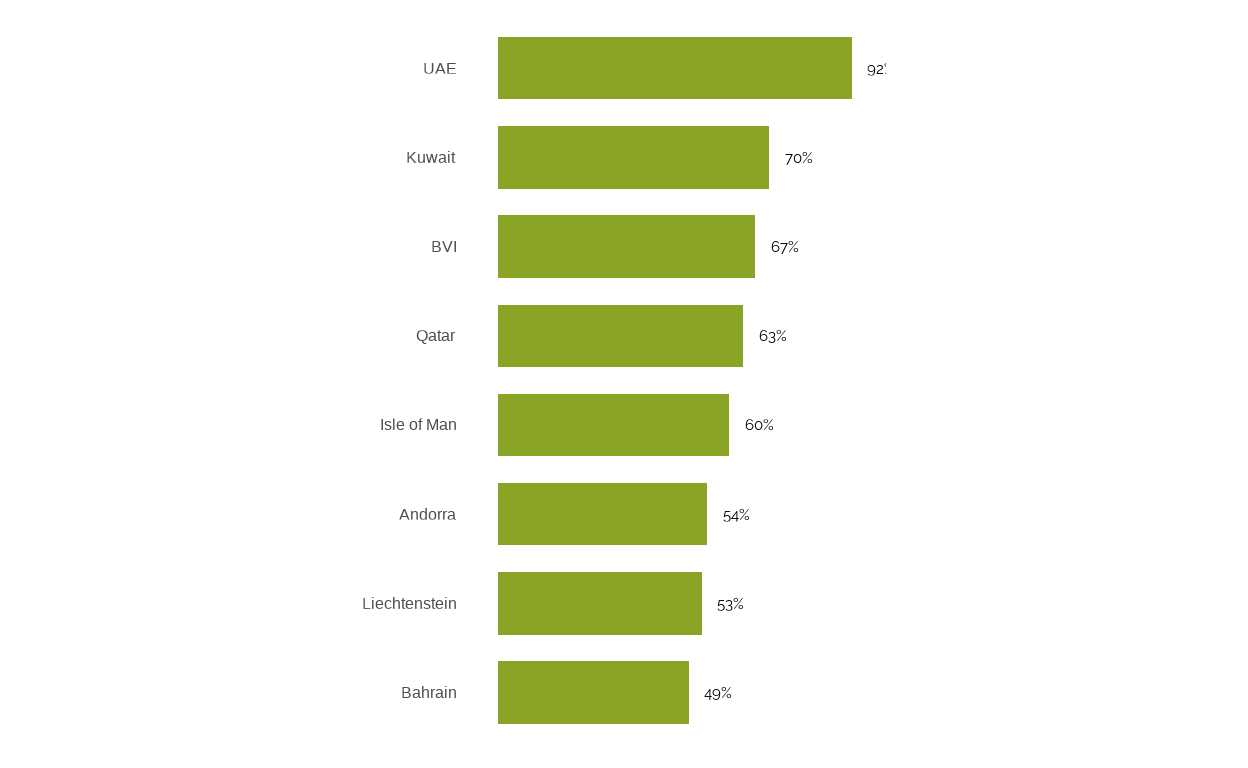 UAE 92%
Kuwait 70%
BVI 67%
Qatar 63%
Isle of Man 60%
Andorra 54%
Liechtenstein 53%
Bahrain 49%